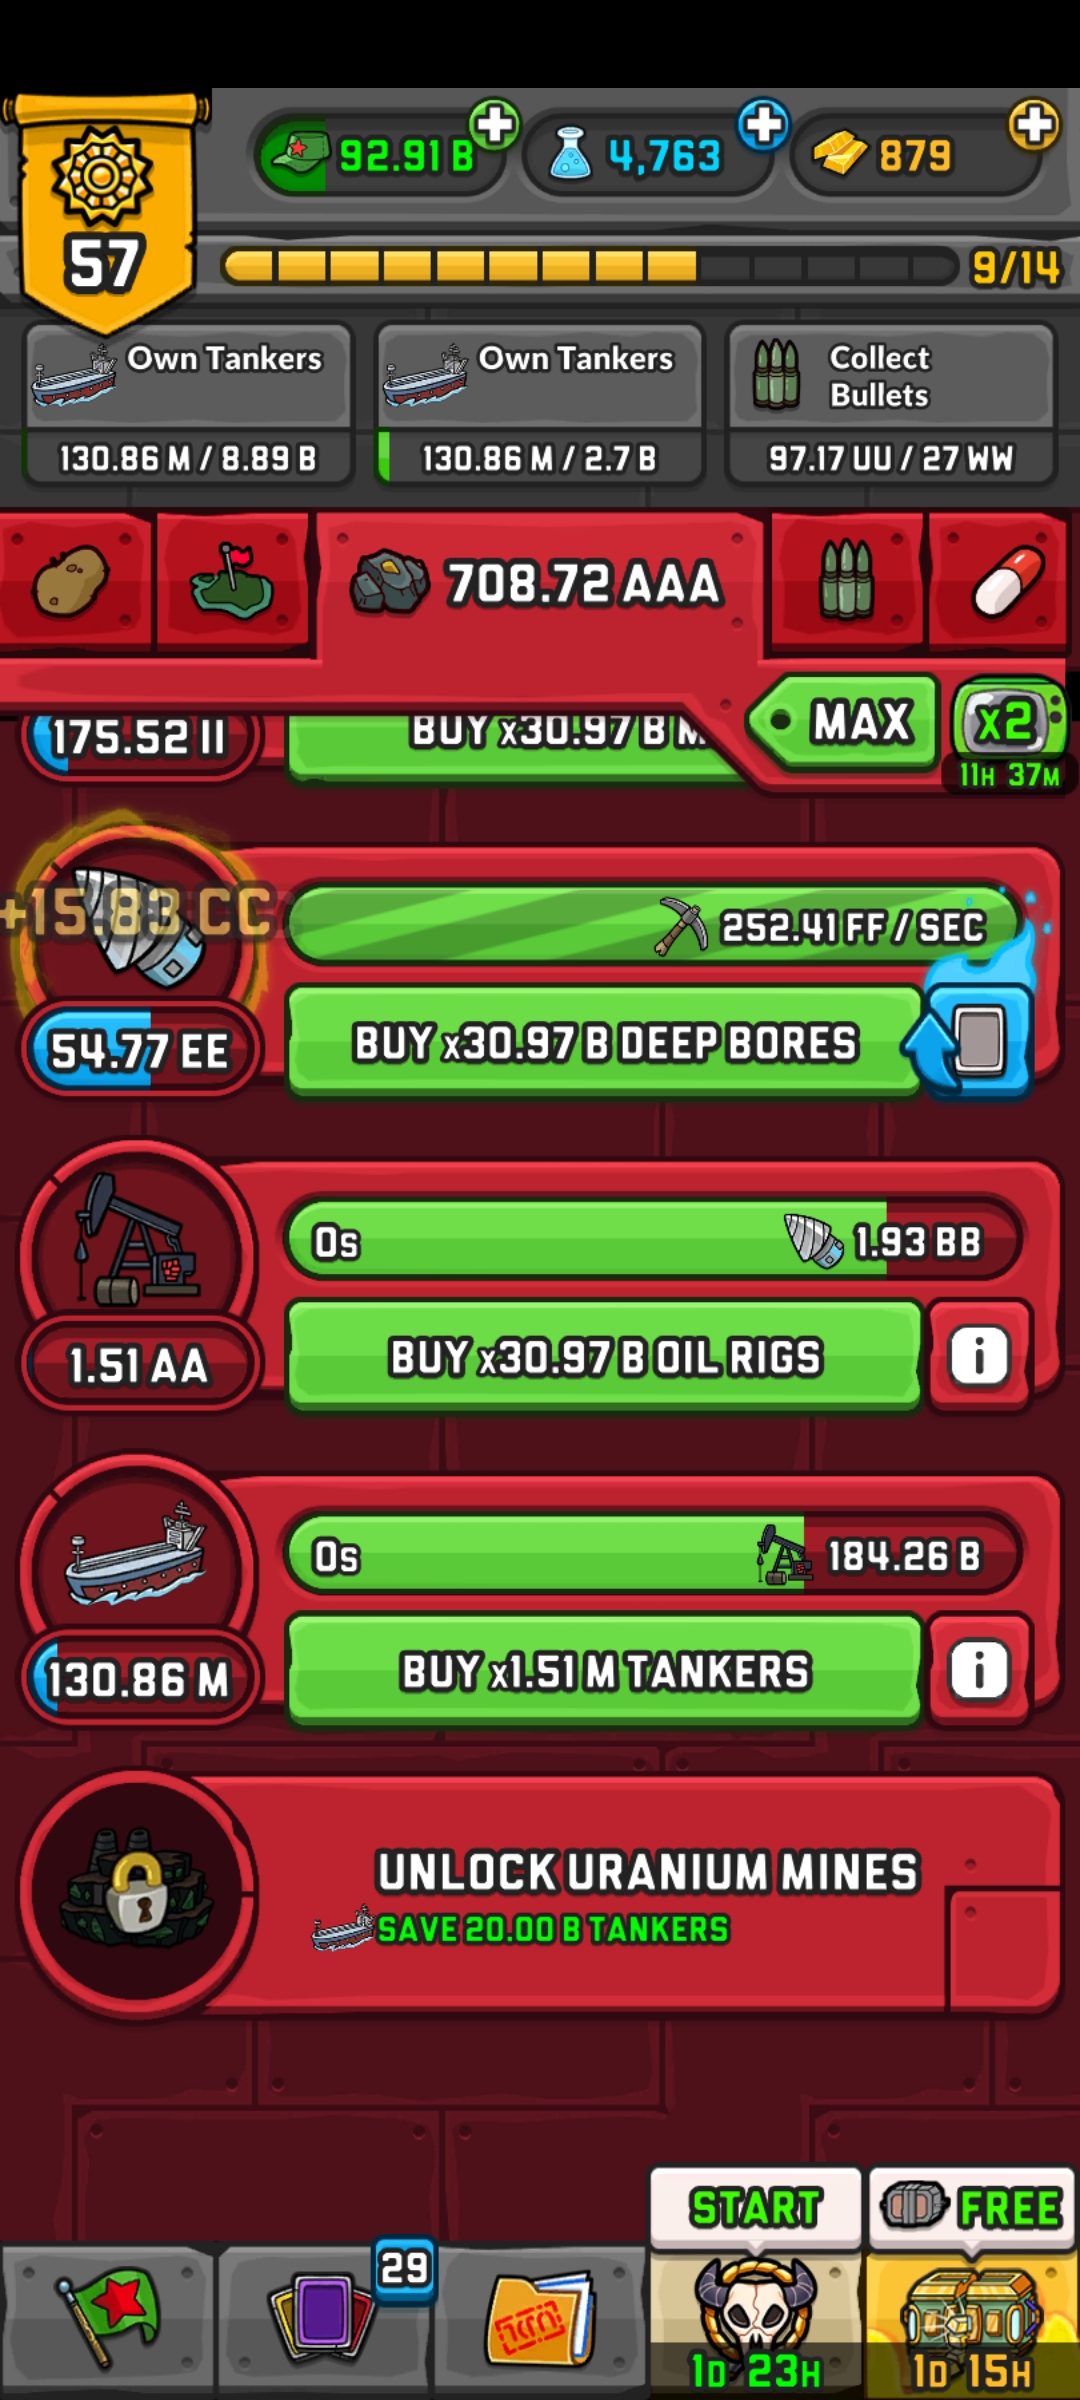 92.91 B
4,763
879
57
9/14
Own Tankers
130.86 M / 8.89 B
Own Tankers
130.86 M / 2.7 B
Collect
Bullets
97.17 UU / 27 WW
708.72 AAA
MAX
x2
11H 37M
175.52 II
BUY x30.97 B M
+15.83 CC
252.41 FF / SEC
54.77 EE
BUY x30.97 B DEEP BORES
0s
1.93 BB
1.51 AA
BUY x30.97 B OIL RIGS
0s
184.26 B
130.86 M
BUY x1.51 M TANKERS
UNLOCK URANIUM MINES
SAVE 20.00 B TANKERS
START
FREE
29
1D 23H
1D 15H